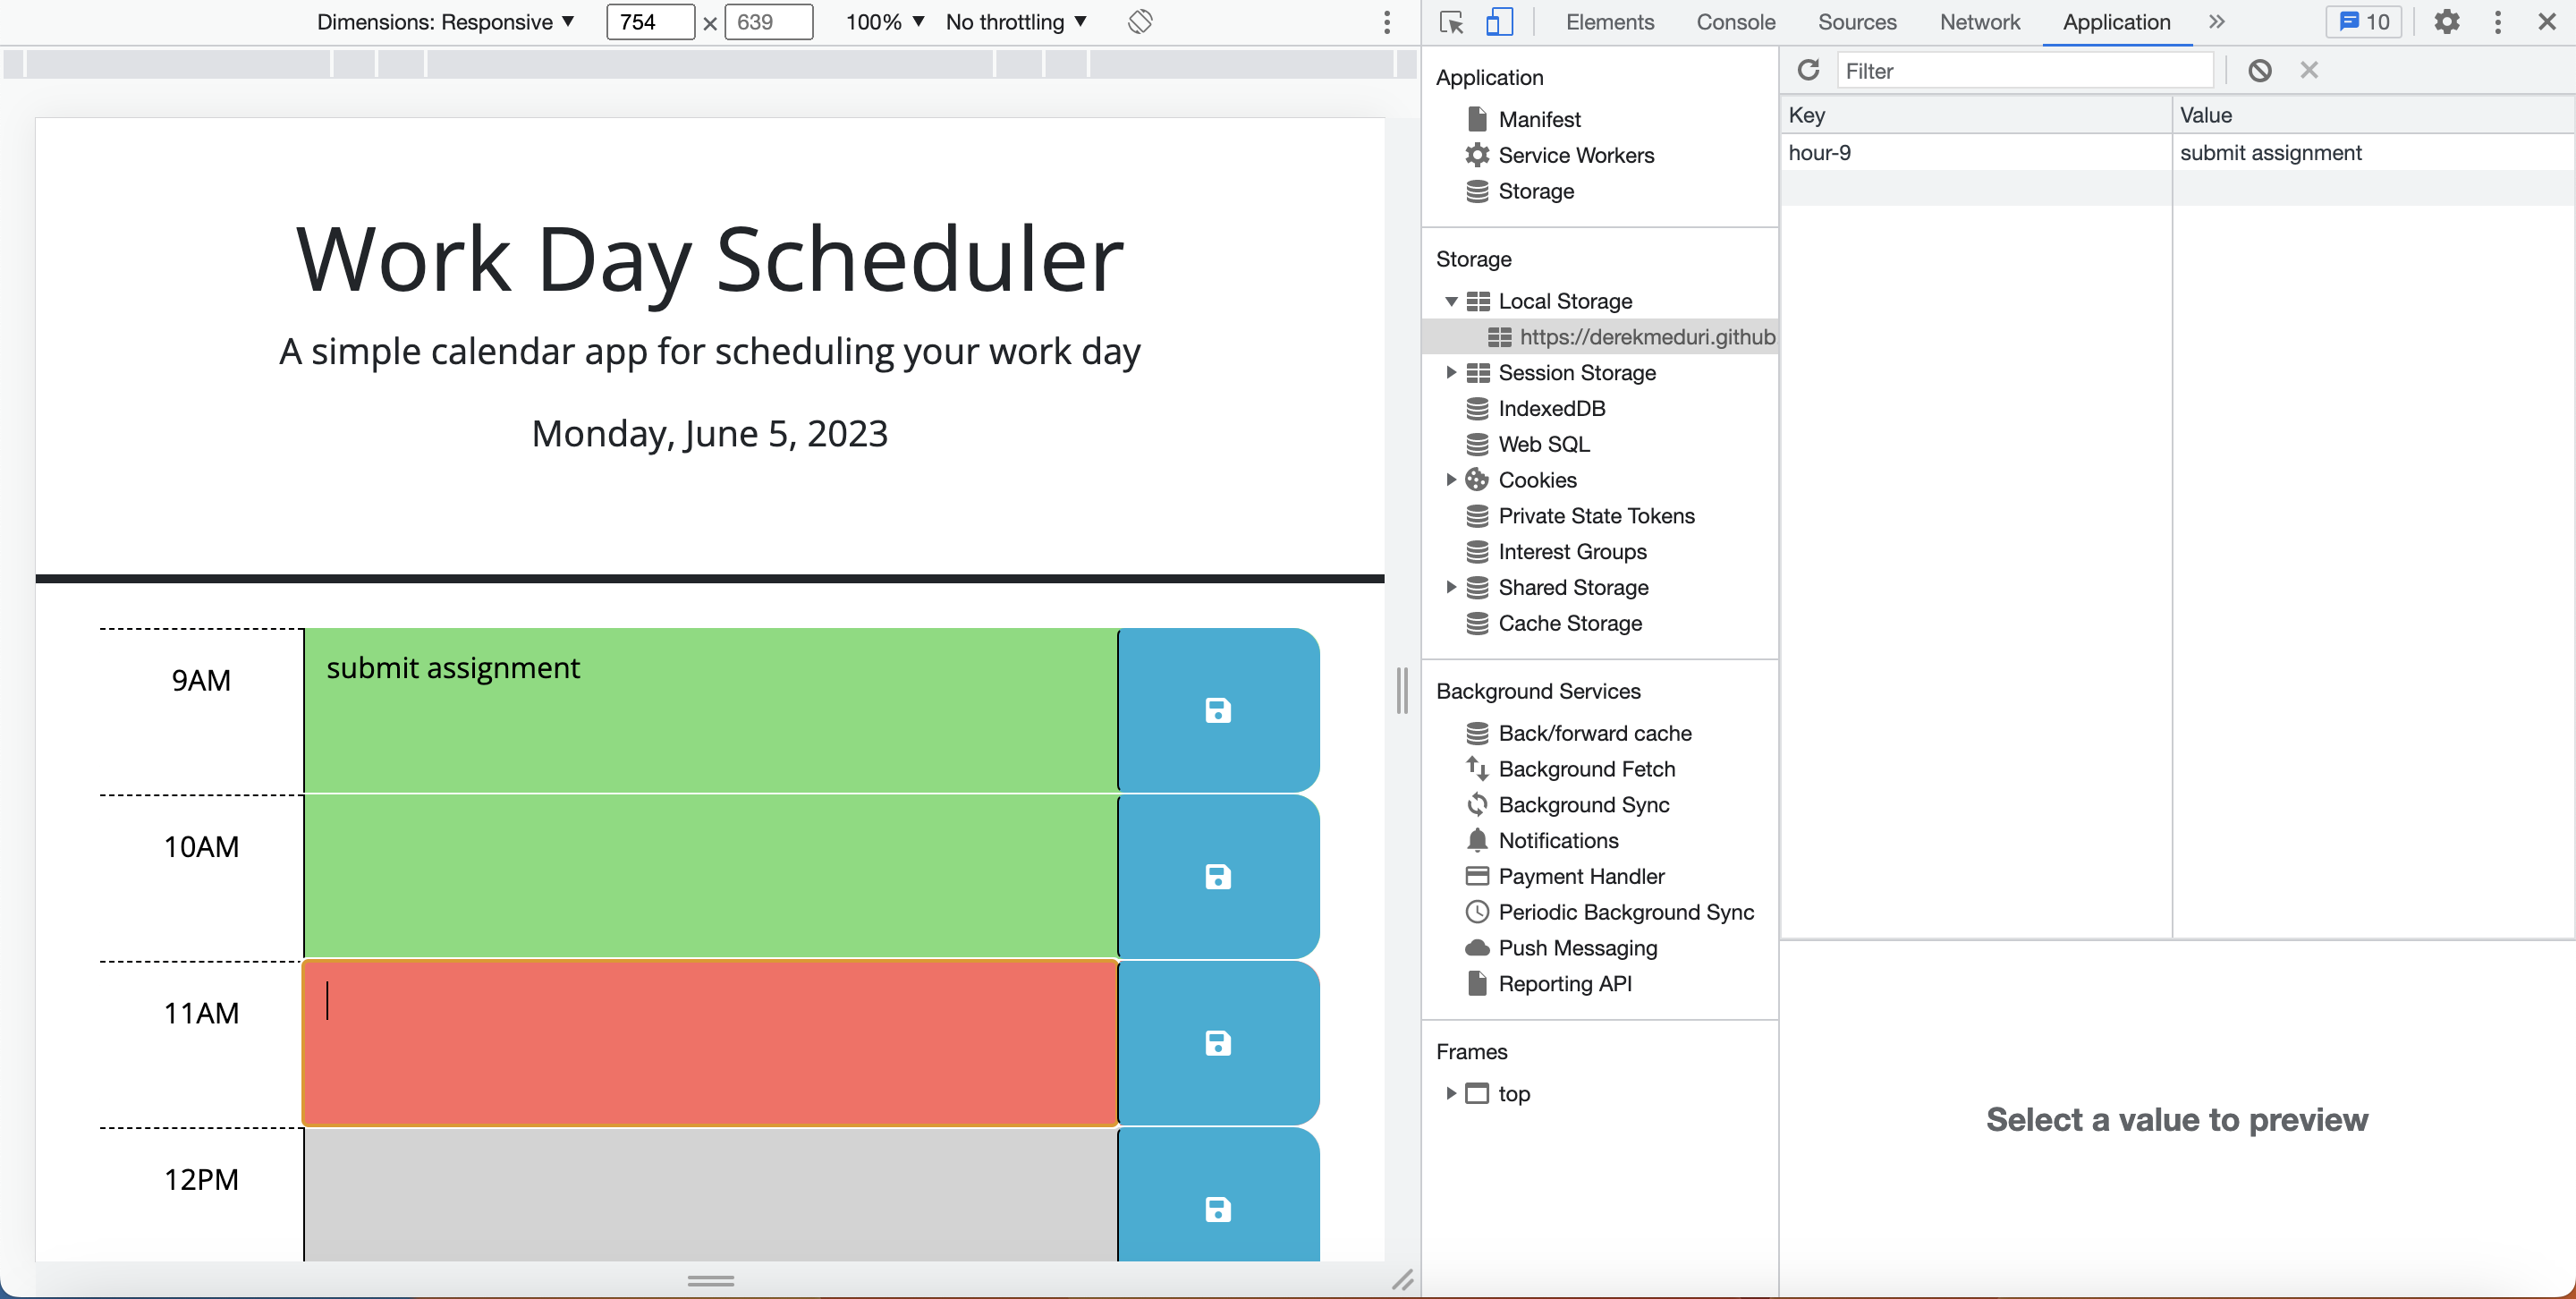 Dimensions: Responsive ▼ 754 × 639 100% ▼ No throttling ▼
Elements Console Sources Network Application » 10
Work Day Scheduler
A simple calendar app for scheduling your work day
Monday, June 5, 2023
9AM submit assignment
10AM
11AM
12PM
Application
Manifest
Service Workers
Storage
Storage
Local Storage
https://derekmeduri.github
Session Storage
IndexedDB
Web SQL
Cookies
Private State Tokens
Interest Groups
Shared Storage
Cache Storage
Background Services
Back/forward cache
Background Fetch
Background Sync
Notifications
Payment Handler
Periodic Background Sync
Push Messaging
Reporting API
Frames
top
Filter
Key Value
hour-9 submit assignment
Select a value to preview